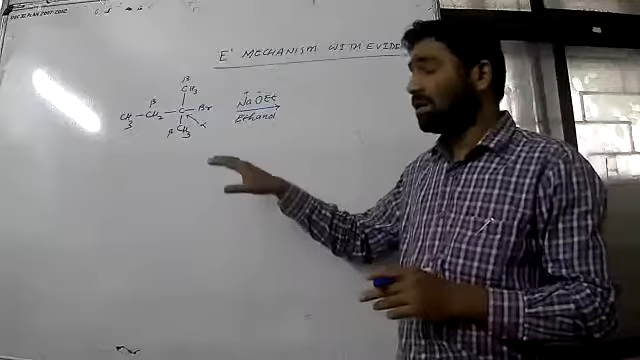 E' MECHANISM WITH EVIDE
β
CH3
β
CH3 - CH2 - C - Br
β CH3 α
NaOEt
Ethanol